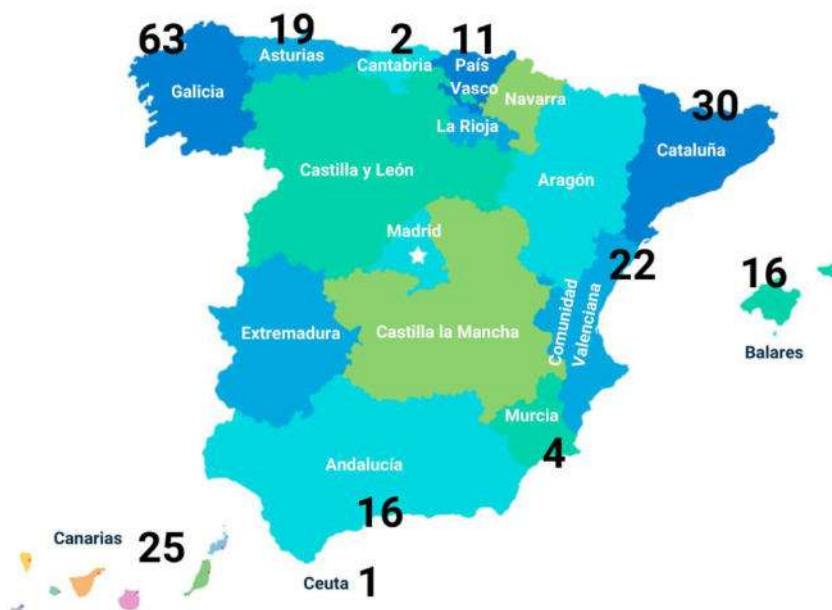 63
19
2
11
Asturias
Cantabria
País
Vasco
Galicia
Navarra
30
La Rioja
Cataluña
Castilla y León
Aragón
Madrid
22
16
Comunidad
Valenciana
Extremadura
Castilla la Mancha
Balares
Murcia
4
Andalucía
16
Canarias
25
Ceuta
1